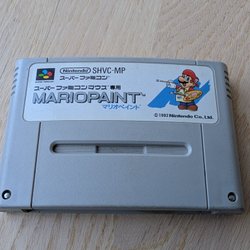 Nintendo SHVC-MP
スーパーファミコン
スーパーファミコンマウス専用
MARIOPAINT™
マリオペイント
© 1992 Nintendo Co., Ltd.